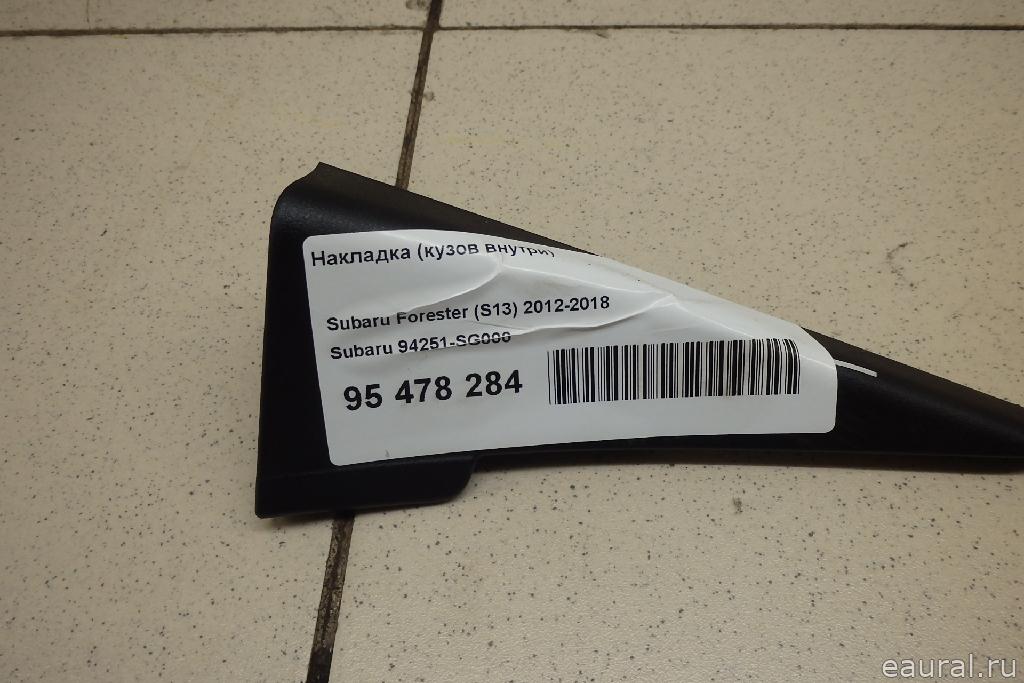 Накладка (кузов внутри)
Subaru Forester (S13) 2012-2018
Subaru 94251-SG000
95 478 284
eaural.ru